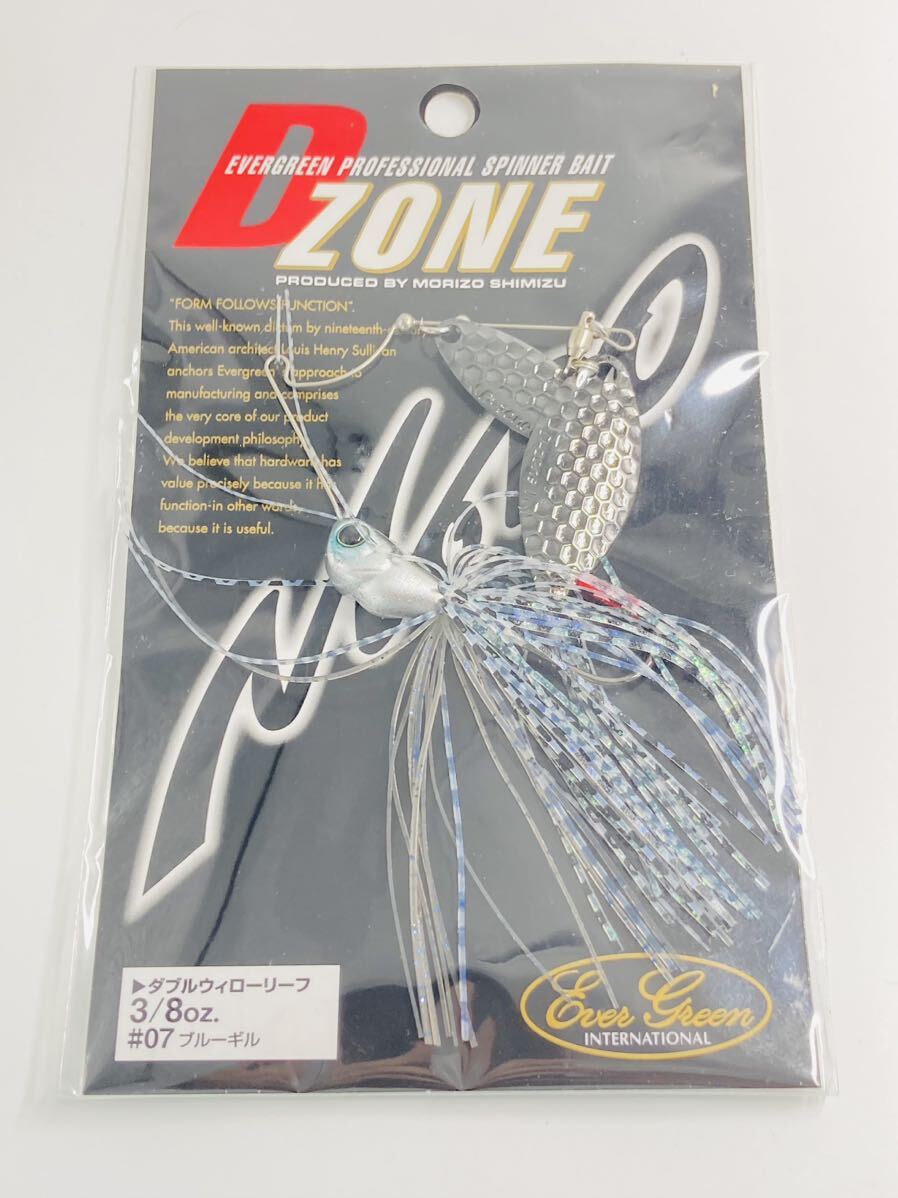 D ZONE
EVERGREEN PROFESSIONAL SPINNER BAIT
PRODUCED BY MORIZO SHIMIZU
"FORM FOLLOWS FUNCTION".
This well-known dictum by nineteenth-
American architect Louis Henry Sullivan
anchors Evergreen's approach to
manufacturing and comprises
the very core of our product
development philosophy.
We believe that hardware has
value precisely because it has
function-in other words,
because it is useful.
▶ダブルウィローリーフ
3/8oz.
#07 ブルーギル
Ever Green
INTERNATIONAL